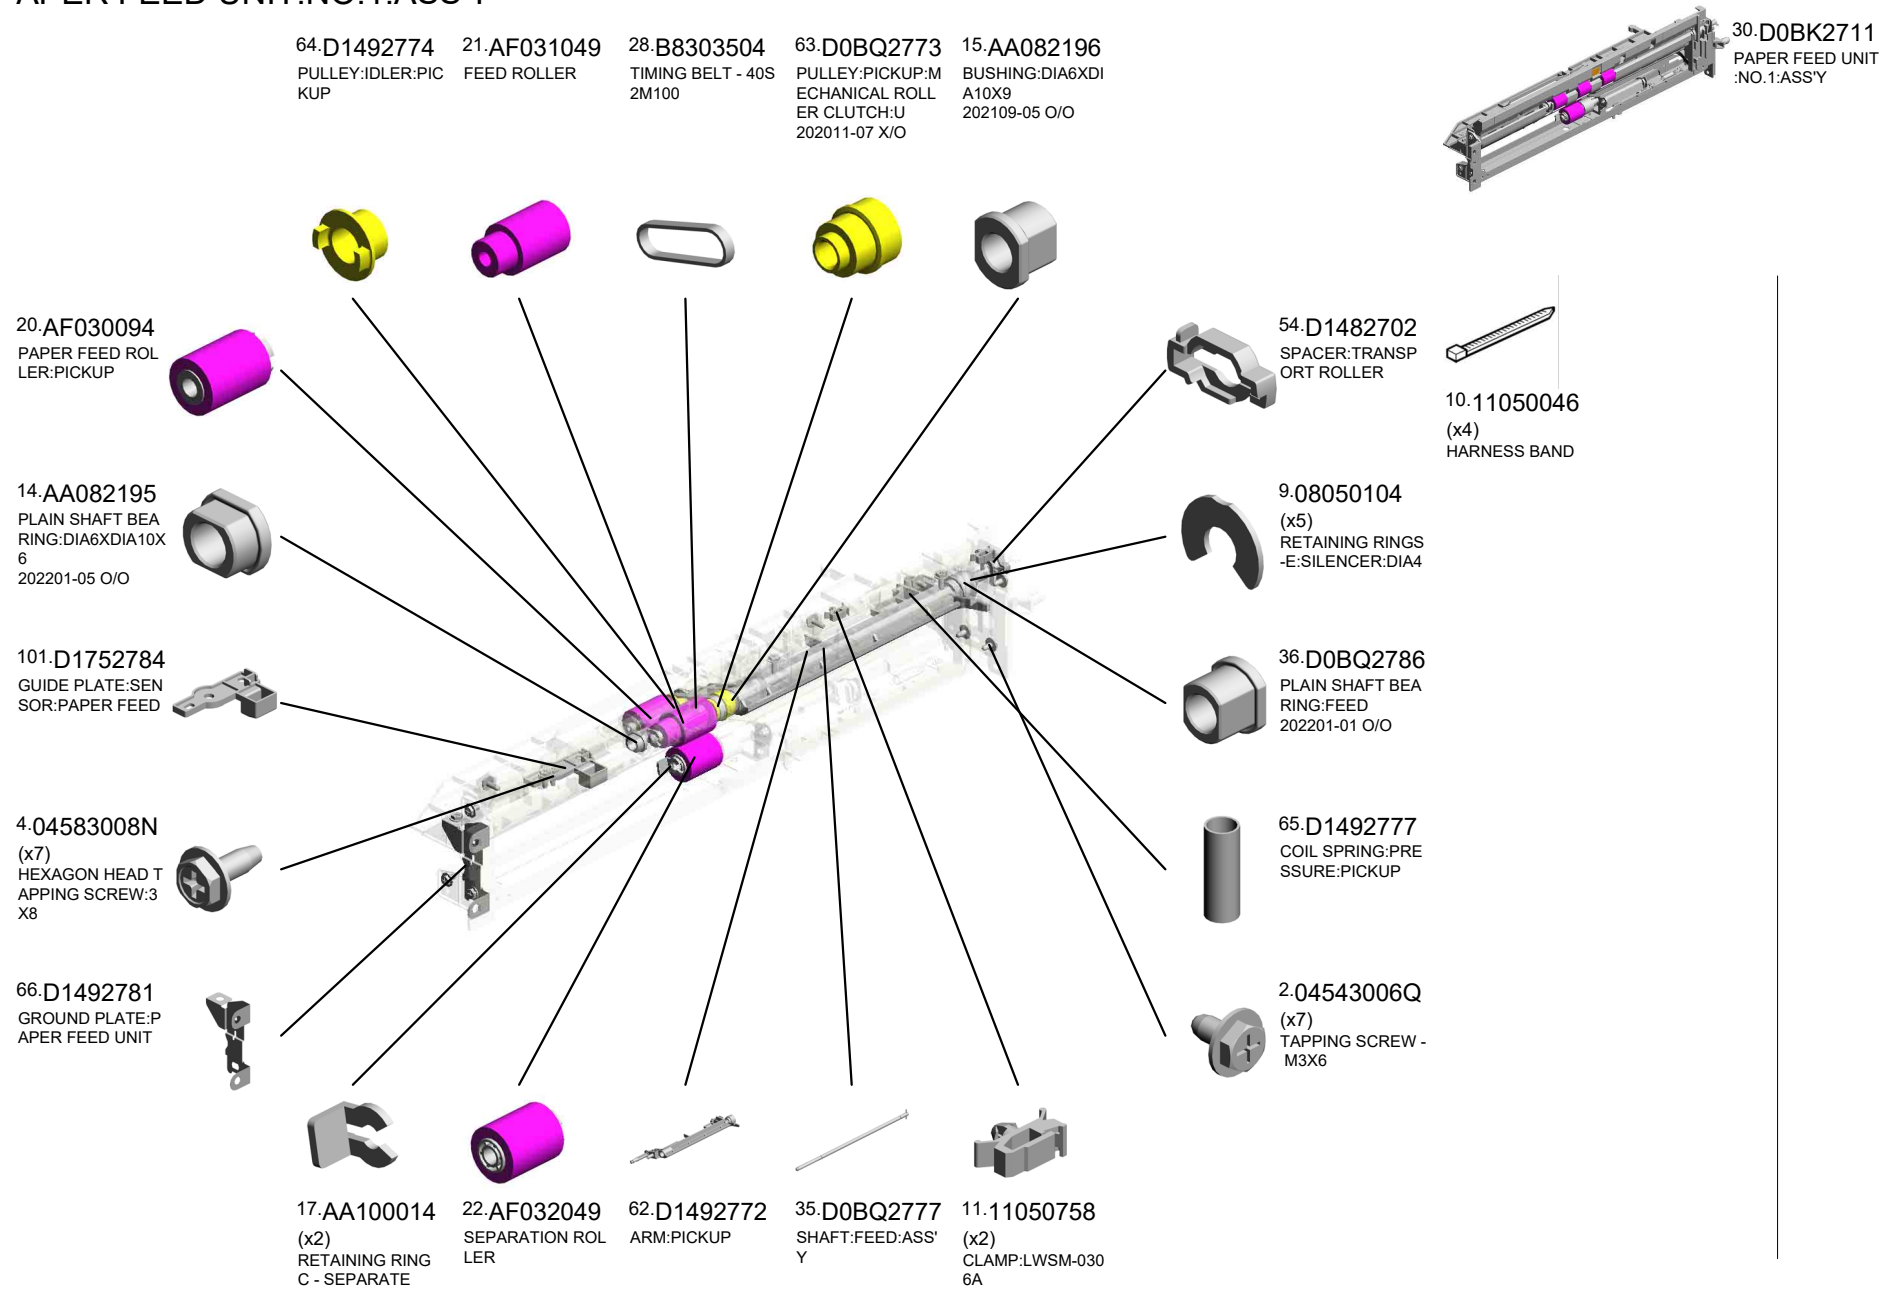 APER FEED UNIT:NO.1:ASS'Y
64.D1492774
PULLEY:IDLER:PIC
KUP
21.AF031049
FEED ROLLER
28.B8303504
TIMING BELT - 40S
2M100
63.D0BQ2773
PULLEY:PICKUP:M
ECHANICAL ROLL
ER CLUTCH:U
202011-07 X/O
15.AA082196
BUSHING:DIA6XDI
A10X9
202109-05 O/O
30.D0BK2711
PAPER FEED UNIT
:NO.1:ASS'Y
20.AF030094
PAPER FEED ROL
LER:PICKUP
54.D1482702
SPACER:TRANSP
ORT ROLLER
10.11050046
(x4)
HARNESS BAND
14.AA082195
PLAIN SHAFT BEA
RING:DIA6XDIA10X
6
202201-05 O/O
9.08050104
(x5)
RETAINING RINGS
-E:SILENCER:DIA4
101.D1752784
GUIDE PLATE:SEN
SOR:PAPER FEED
36.D0BQ2786
PLAIN SHAFT BEA
RING:FEED
202201-01 O/O
4.04583008N
(x7)
HEXAGON HEAD T
APPING SCREW:3
X8
65.D1492777
COIL SPRING:PRE
SSURE:PICKUP
66.D1492781
GROUND PLATE:P
APER FEED UNIT
2.04543006Q
(x7)
TAPPING SCREW -
M3X6
17.AA100014
(x2)
RETAINING RING
C - SEPARATE
22.AF032049
SEPARATION ROL
LER
62.D1492772
ARM:PICKUP
35.D0BQ2777
SHAFT:FEED:ASS'
Y
11.11050758
(x2)
CLAMP:LWSM-030
6A